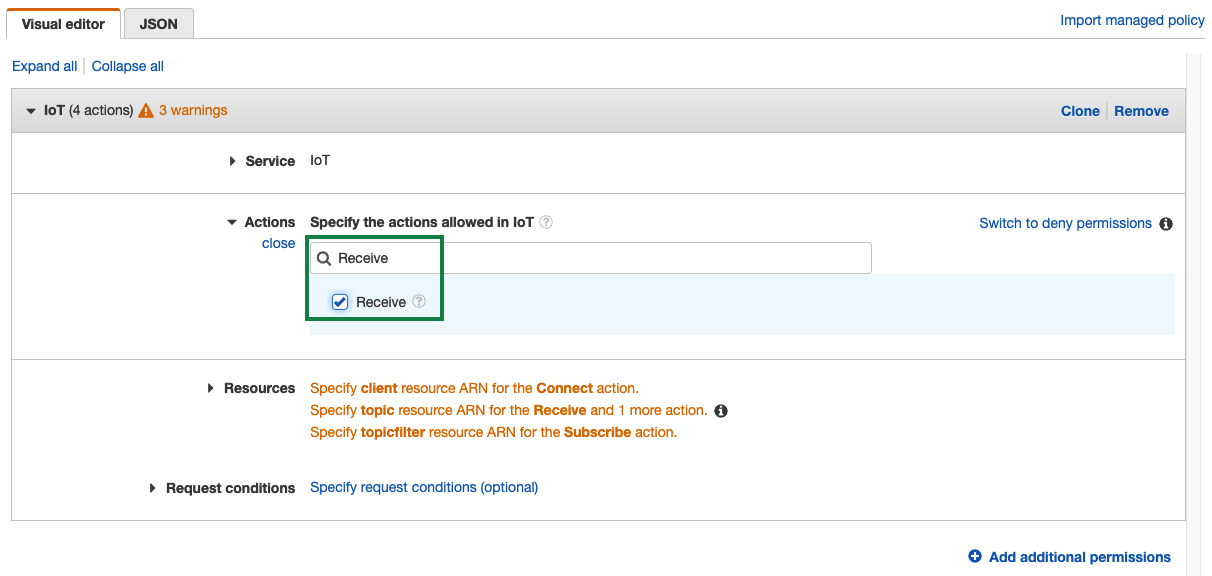 Visual editor JSON Import managed policy
Expand all Collapse all
IoT (4 actions) 3 warnings Clone Remove
Service IoT
Actions Specify the actions allowed in IoT ? Switch to deny permissions i
close
Receive
Receive ?
Resources Specify client resource ARN for the Connect action.
Specify topic resource ARN for the Receive and 1 more action. i
Specify topicfilter resource ARN for the Subscribe action.
Request conditions Specify request conditions (optional)
Add additional permissions